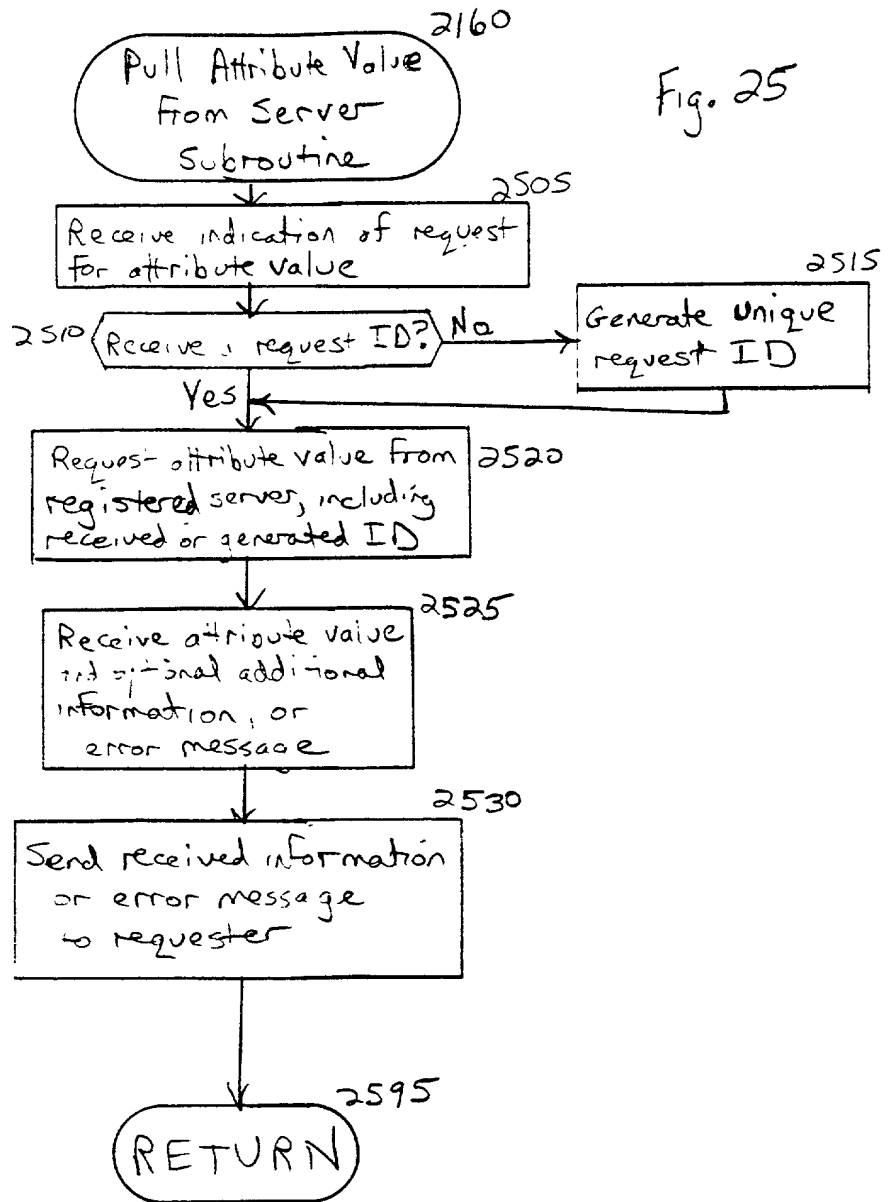 2160
Pull Attribute Value
From Server
Subroutine
Fig. 25
2505
Receive indication of request
for attribute value
2510
Receive request ID?
No
2515
Generate unique
request ID
Yes
2520
Request attribute value from
registered server, including
received or generated ID
2525
Receive attribute value
and optional additional
information, or
error message
2530
Send received information
or error message
to requester
2595
RETURN